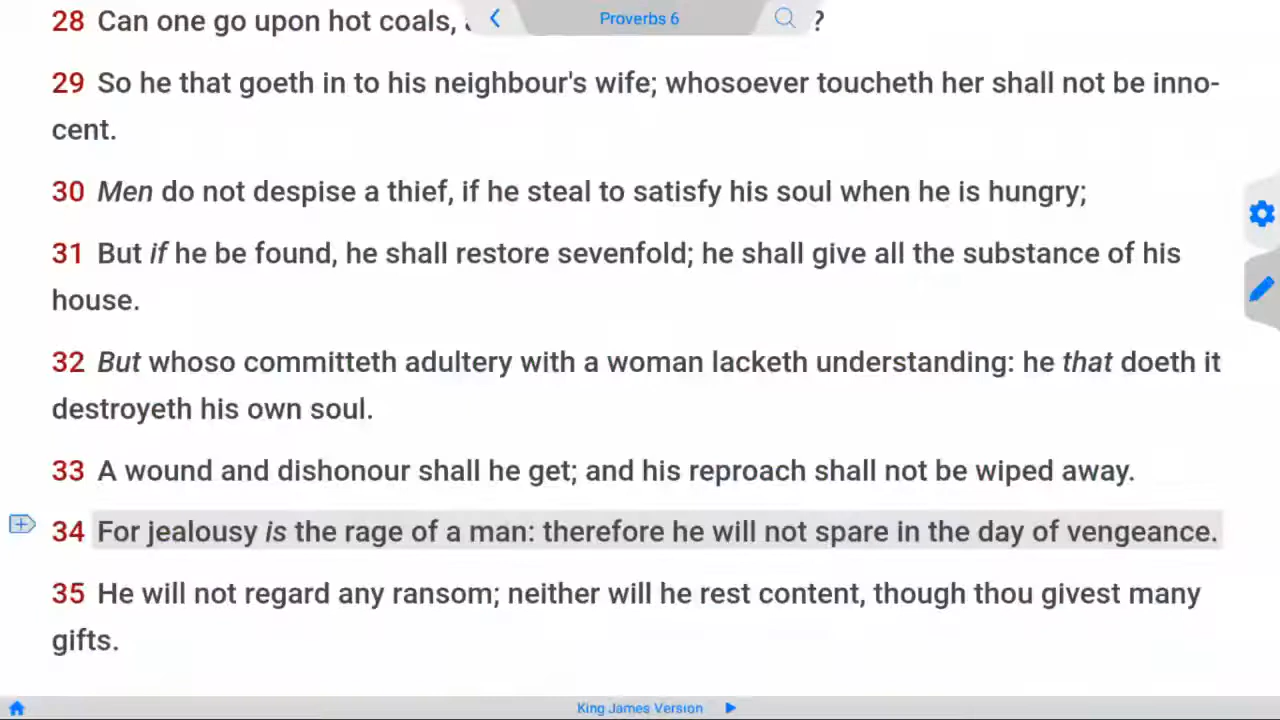 28 Can one go upon hot coals, ?
Proverbs 6
29 So he that goeth in to his neighbour's wife; whosoever toucheth her shall not be inno-
cent.
30 Men do not despise a thief, if he steal to satisfy his soul when he is hungry;
31 But if he be found, he shall restore sevenfold; he shall give all the substance of his
house.
32 But whoso committeth adultery with a woman lacketh understanding: he that doeth it
destroyeth his own soul.
33 A wound and dishonour shall he get; and his reproach shall not be wiped away.
34 For jealousy is the rage of a man: therefore he will not spare in the day of vengeance.
35 He will not regard any ransom; neither will he rest content, though thou givest many
gifts.
King James Version